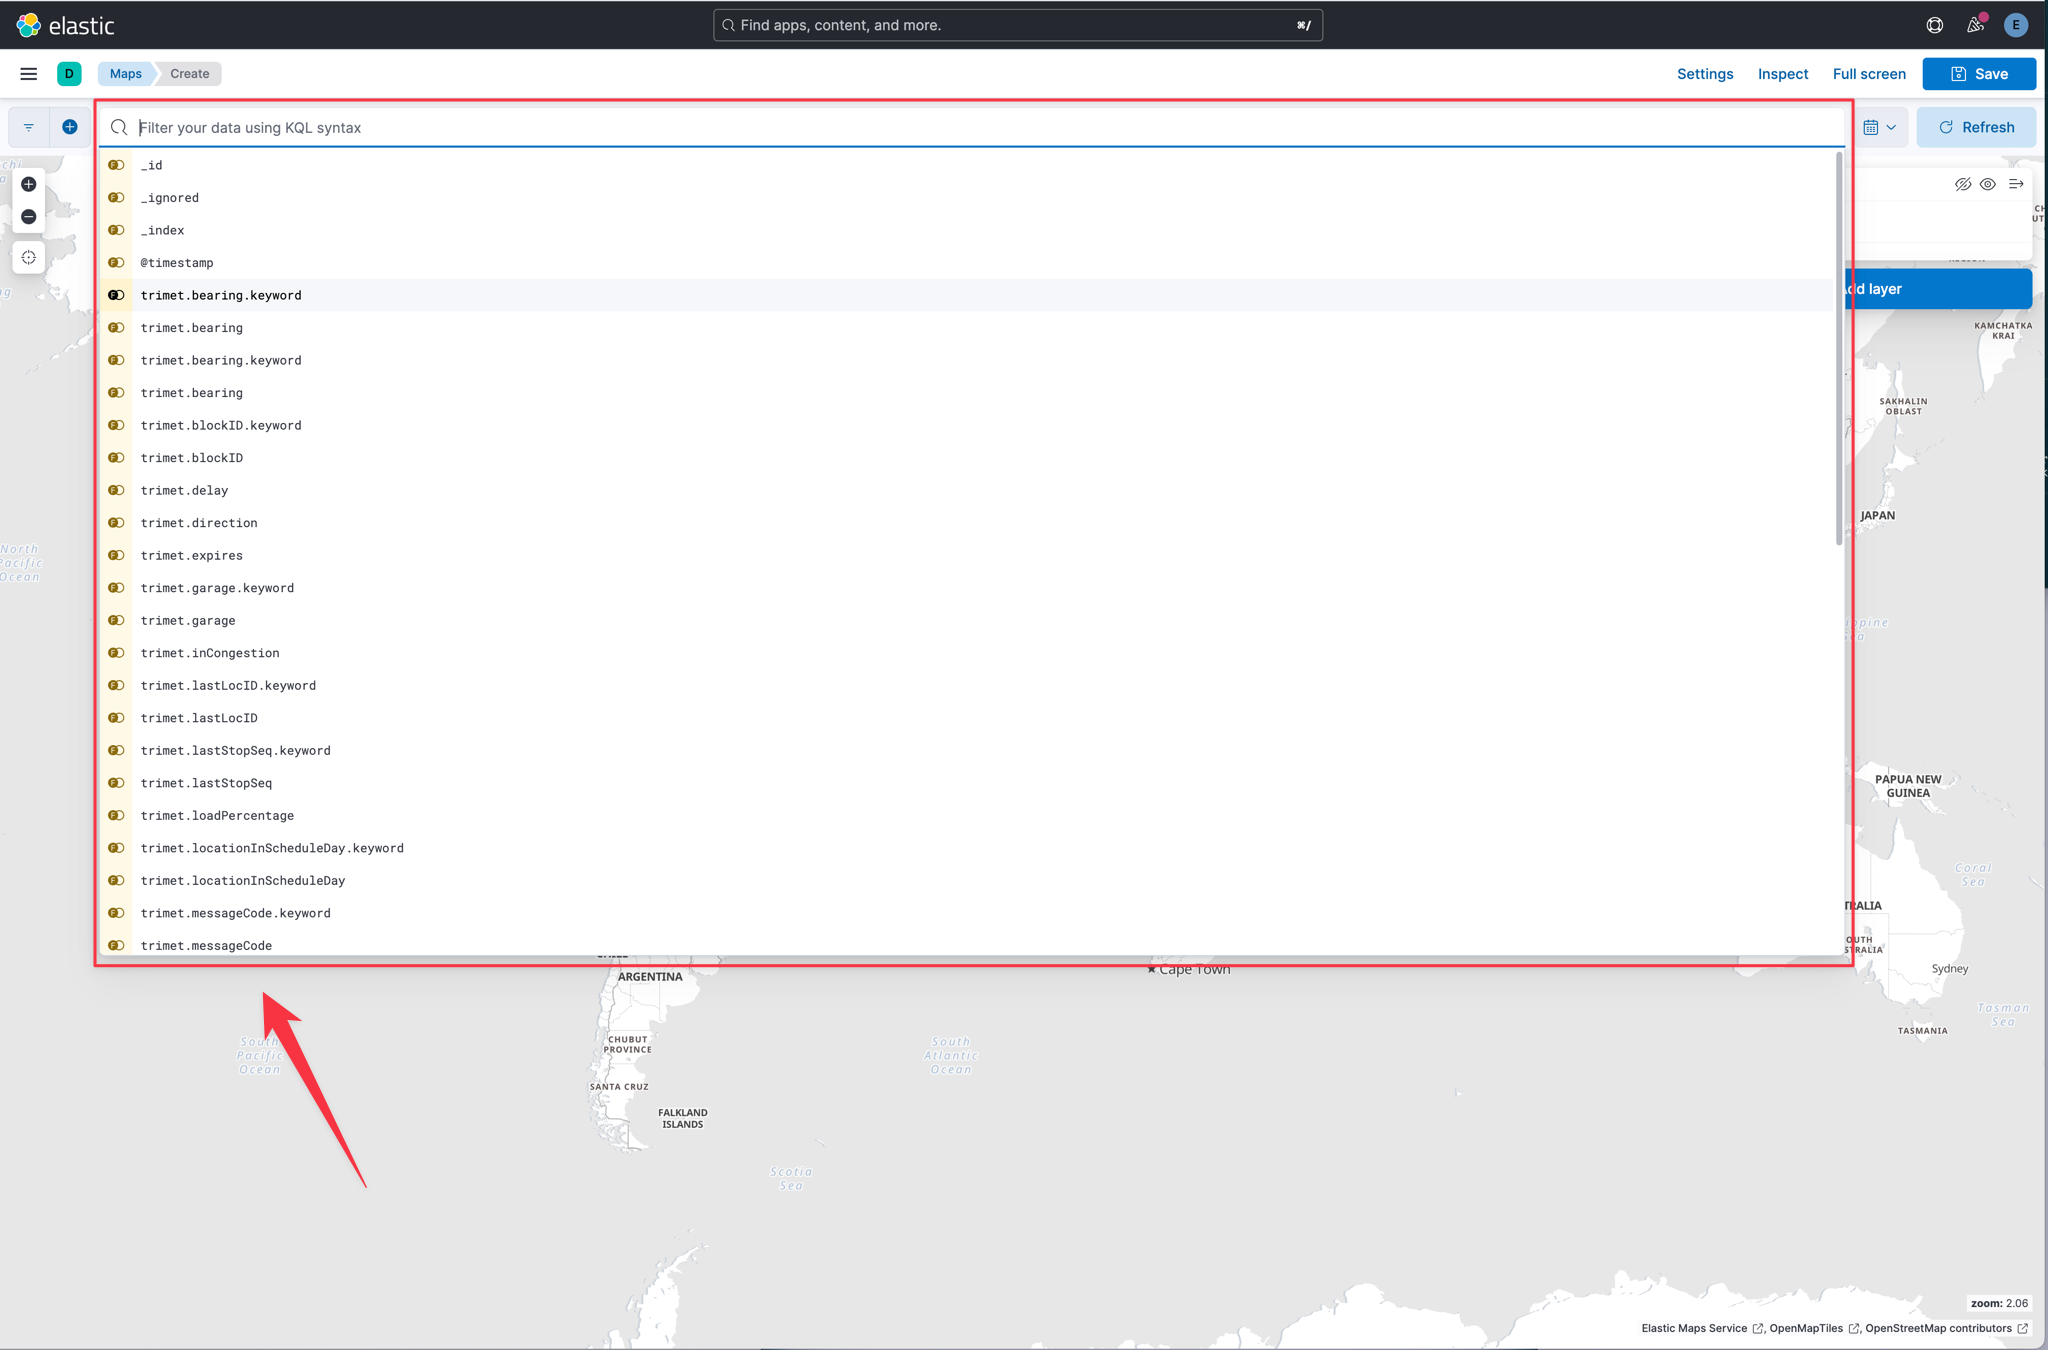 elastic
Find apps, content, and more.
⌘/
E
D
Maps
Create
Settings
Inspect
Full screen
Save
Filter your data using KQL syntax
Refresh
_id
_ignored
_index
@timestamp
trimet.bearing.keyword
trimet.bearing
trimet.bearing.keyword
trimet.bearing
trimet.blockID.keyword
trimet.blockID
trimet.delay
trimet.direction
trimet.expires
trimet.garage.keyword
trimet.garage
trimet.inCongestion
trimet.lastLocID.keyword
trimet.lastLocID
trimet.lastStopSeq.keyword
trimet.lastStopSeq
trimet.loadPercentage
trimet.locationInScheduleDay.keyword
trimet.locationInScheduleDay
trimet.messageCode.keyword
trimet.messageCode
dd layer
KAMCHATKA
KRAI
SAKHALIN
OBLAST
JAPAN
North
Pacific
Ocean
PAPUA NEW
GUINEA
Coral
Sea
TRALIA
OUTH
STRALIA
Sydney
Tasman
Sea
TASMANIA
ARGENTINA
Cape Town
CHUBUT
PROVINCE
SANTA CRUZ
FALKLAND
ISLANDS
South
Pacific
Ocean
South
Atlantic
Ocean
Scotia
Sea
zoom: 2.06
Elastic Maps Service , OpenMapTiles , OpenStreetMap contributors